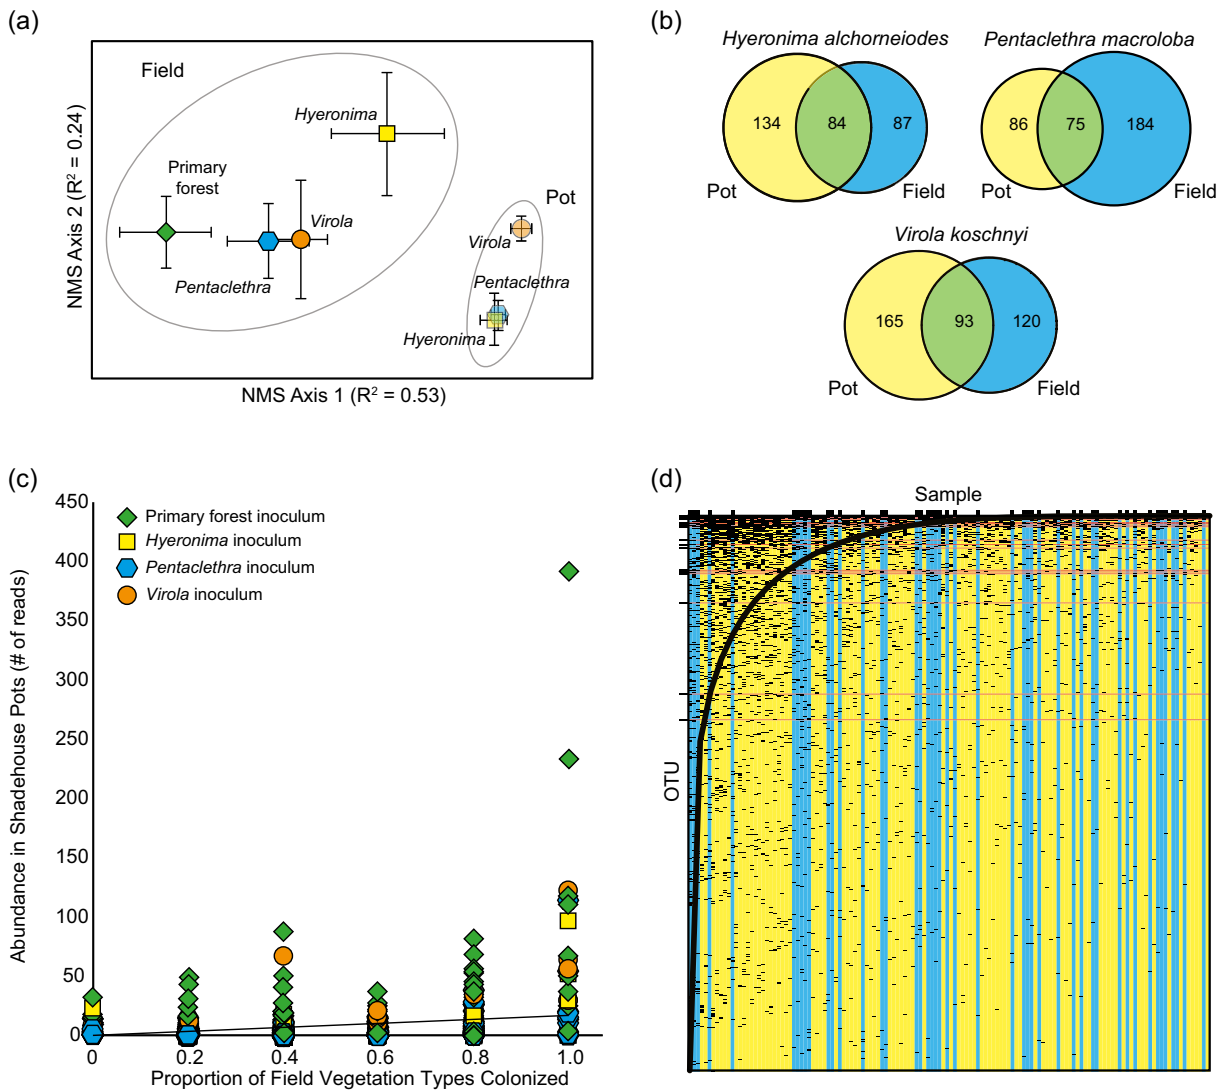 (a)
Field
Hyeronima
Primary
forest
Virola
Pentaclethra
Pot
Virola
Pentaclethra
Hyeronima
NMS Axis 2 (R² = 0.24)
NMS Axis 1 (R² = 0.53)
(b)
Hyeronima alchorneiodes
134
84
87
Pot
Field
Pentaclethra macroloba
86
75
184
Pot
Field
Virola koschnyi
165
93
120
Pot
Field
(c)
450
400
350
300
250
200
150
100
50
0
Abundance in Shadehouse Pots (# of reads)
Primary forest inoculum
Hyeronima inoculum
Pentaclethra inoculum
Virola inoculum
0
0.2
0.4
0.6
0.8
1.0
Proportion of Field Vegetation Types Colonized
(d)
Sample
OTU